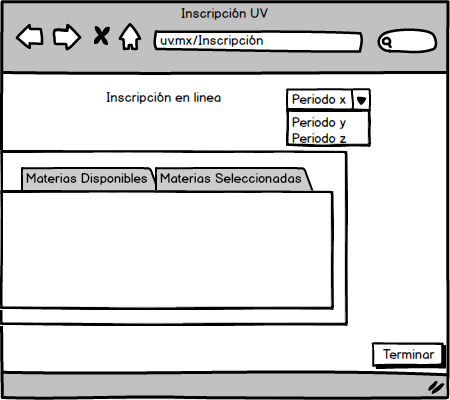 Inscripción UV
uv.mx/Inscripción
Inscripción en linea
Periodo x
Periodo y
Periodo z
Materias Disponibles
Materias Seleccionadas
Terminar